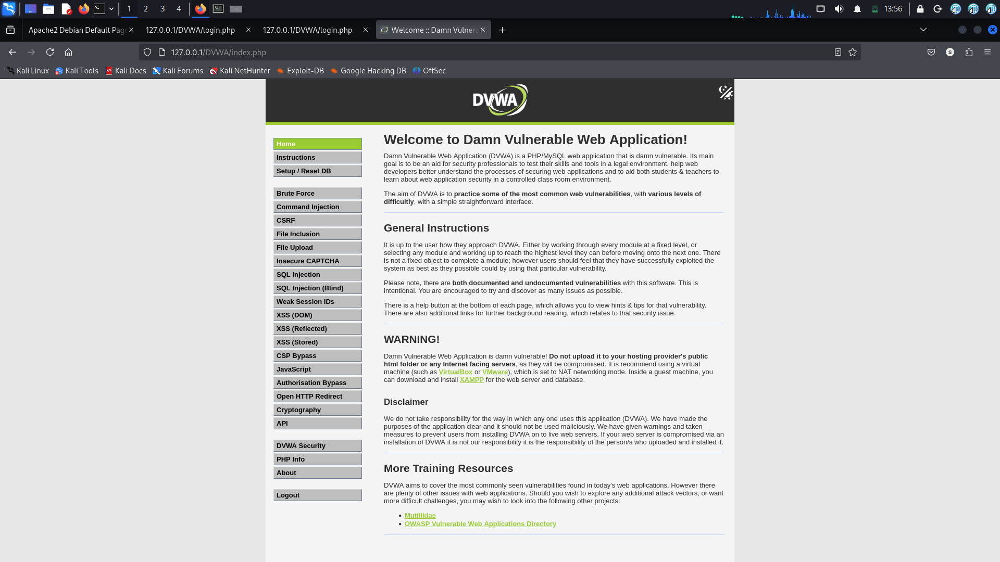 1 2 3 4 13:56
Apache2 Debian Default Page 127.0.0.1/DVWA/login.php 127.0.0.1/DVWA/login.php Welcome :: Damn Vulnera
127.0.0.1/DVWA/index.php S
Kali Linux Kali Tools Kali Docs Kali Forums Kali NetHunter Exploit-DB Google Hacking DB OffSec
DVWA
Home
Instructions
Setup / Reset DB
Brute Force
Command Injection
CSRF
File Inclusion
File Upload
Insecure CAPTCHA
SQL Injection
SQL Injection (Blind)
Weak Session IDs
XSS (DOM)
XSS (Reflected)
XSS (Stored)
CSP Bypass
JavaScript
Authorisation Bypass
Open HTTP Redirect
Cryptography
API
DVWA Security
PHP Info
About
Logout
Welcome to Damn Vulnerable Web Application!
Damn Vulnerable Web Application (DVWA) is a PHP/MySQL web application that is damn vulnerable. Its main
goal is to be an aid for security professionals to test their skills and tools in a legal environment, help web
developers better understand the processes of securing web applications and to aid both students & teachers to
learn about web application security in a controlled class room environment.
The aim of DVWA is to practice some of the most common web vulnerabilities, with various levels of
difficultly, with a simple straightforward interface.
General Instructions
It is up to the user how they approach DVWA. Either by working through every module at a fixed level, or
selecting any module and working up to reach the highest level they can before moving onto the next one. There
is not a fixed object to complete a module; however users should feel that they have successfully exploited the
system as best as they possible could by using that particular vulnerability.
Please note, there are both documented and undocumented vulnerabilities with this software. This is
intentional. You are encouraged to try and discover as many issues as possible.
There is a help button at the bottom of each page, which allows you to view hints & tips for that vulnerability.
There are also additional links for further background reading, which relates to that security issue.
WARNING!
Damn Vulnerable Web Application is damn vulnerable! Do not upload it to your hosting provider's public
html folder or any Internet facing servers, as they will be compromised. It is recommend using a virtual
machine (such as VirtualBox or VMware), which is set to NAT networking mode. Inside a guest machine, you
can download and install XAMPP for the web server and database.
Disclaimer
We do not take responsibility for the way in which any one uses this application (DVWA). We have made the
purposes of the application clear and it should not be used maliciously. We have given warnings and taken
measures to prevent users from installing DVWA on to live web servers. If your web server is compromised via an
installation of DVWA it is not our responsibility it is the responsibility of the person/s who uploaded and installed it.
More Training Resources
DVWA aims to cover the most commonly seen vulnerabilities found in today's web applications. However there
are plenty of other issues with web applications. Should you wish to explore any additional attack vectors, or want
more difficult challenges, you may wish to look into the following other projects:
• Mutillidae
• OWASP Vulnerable Web Applications Directory